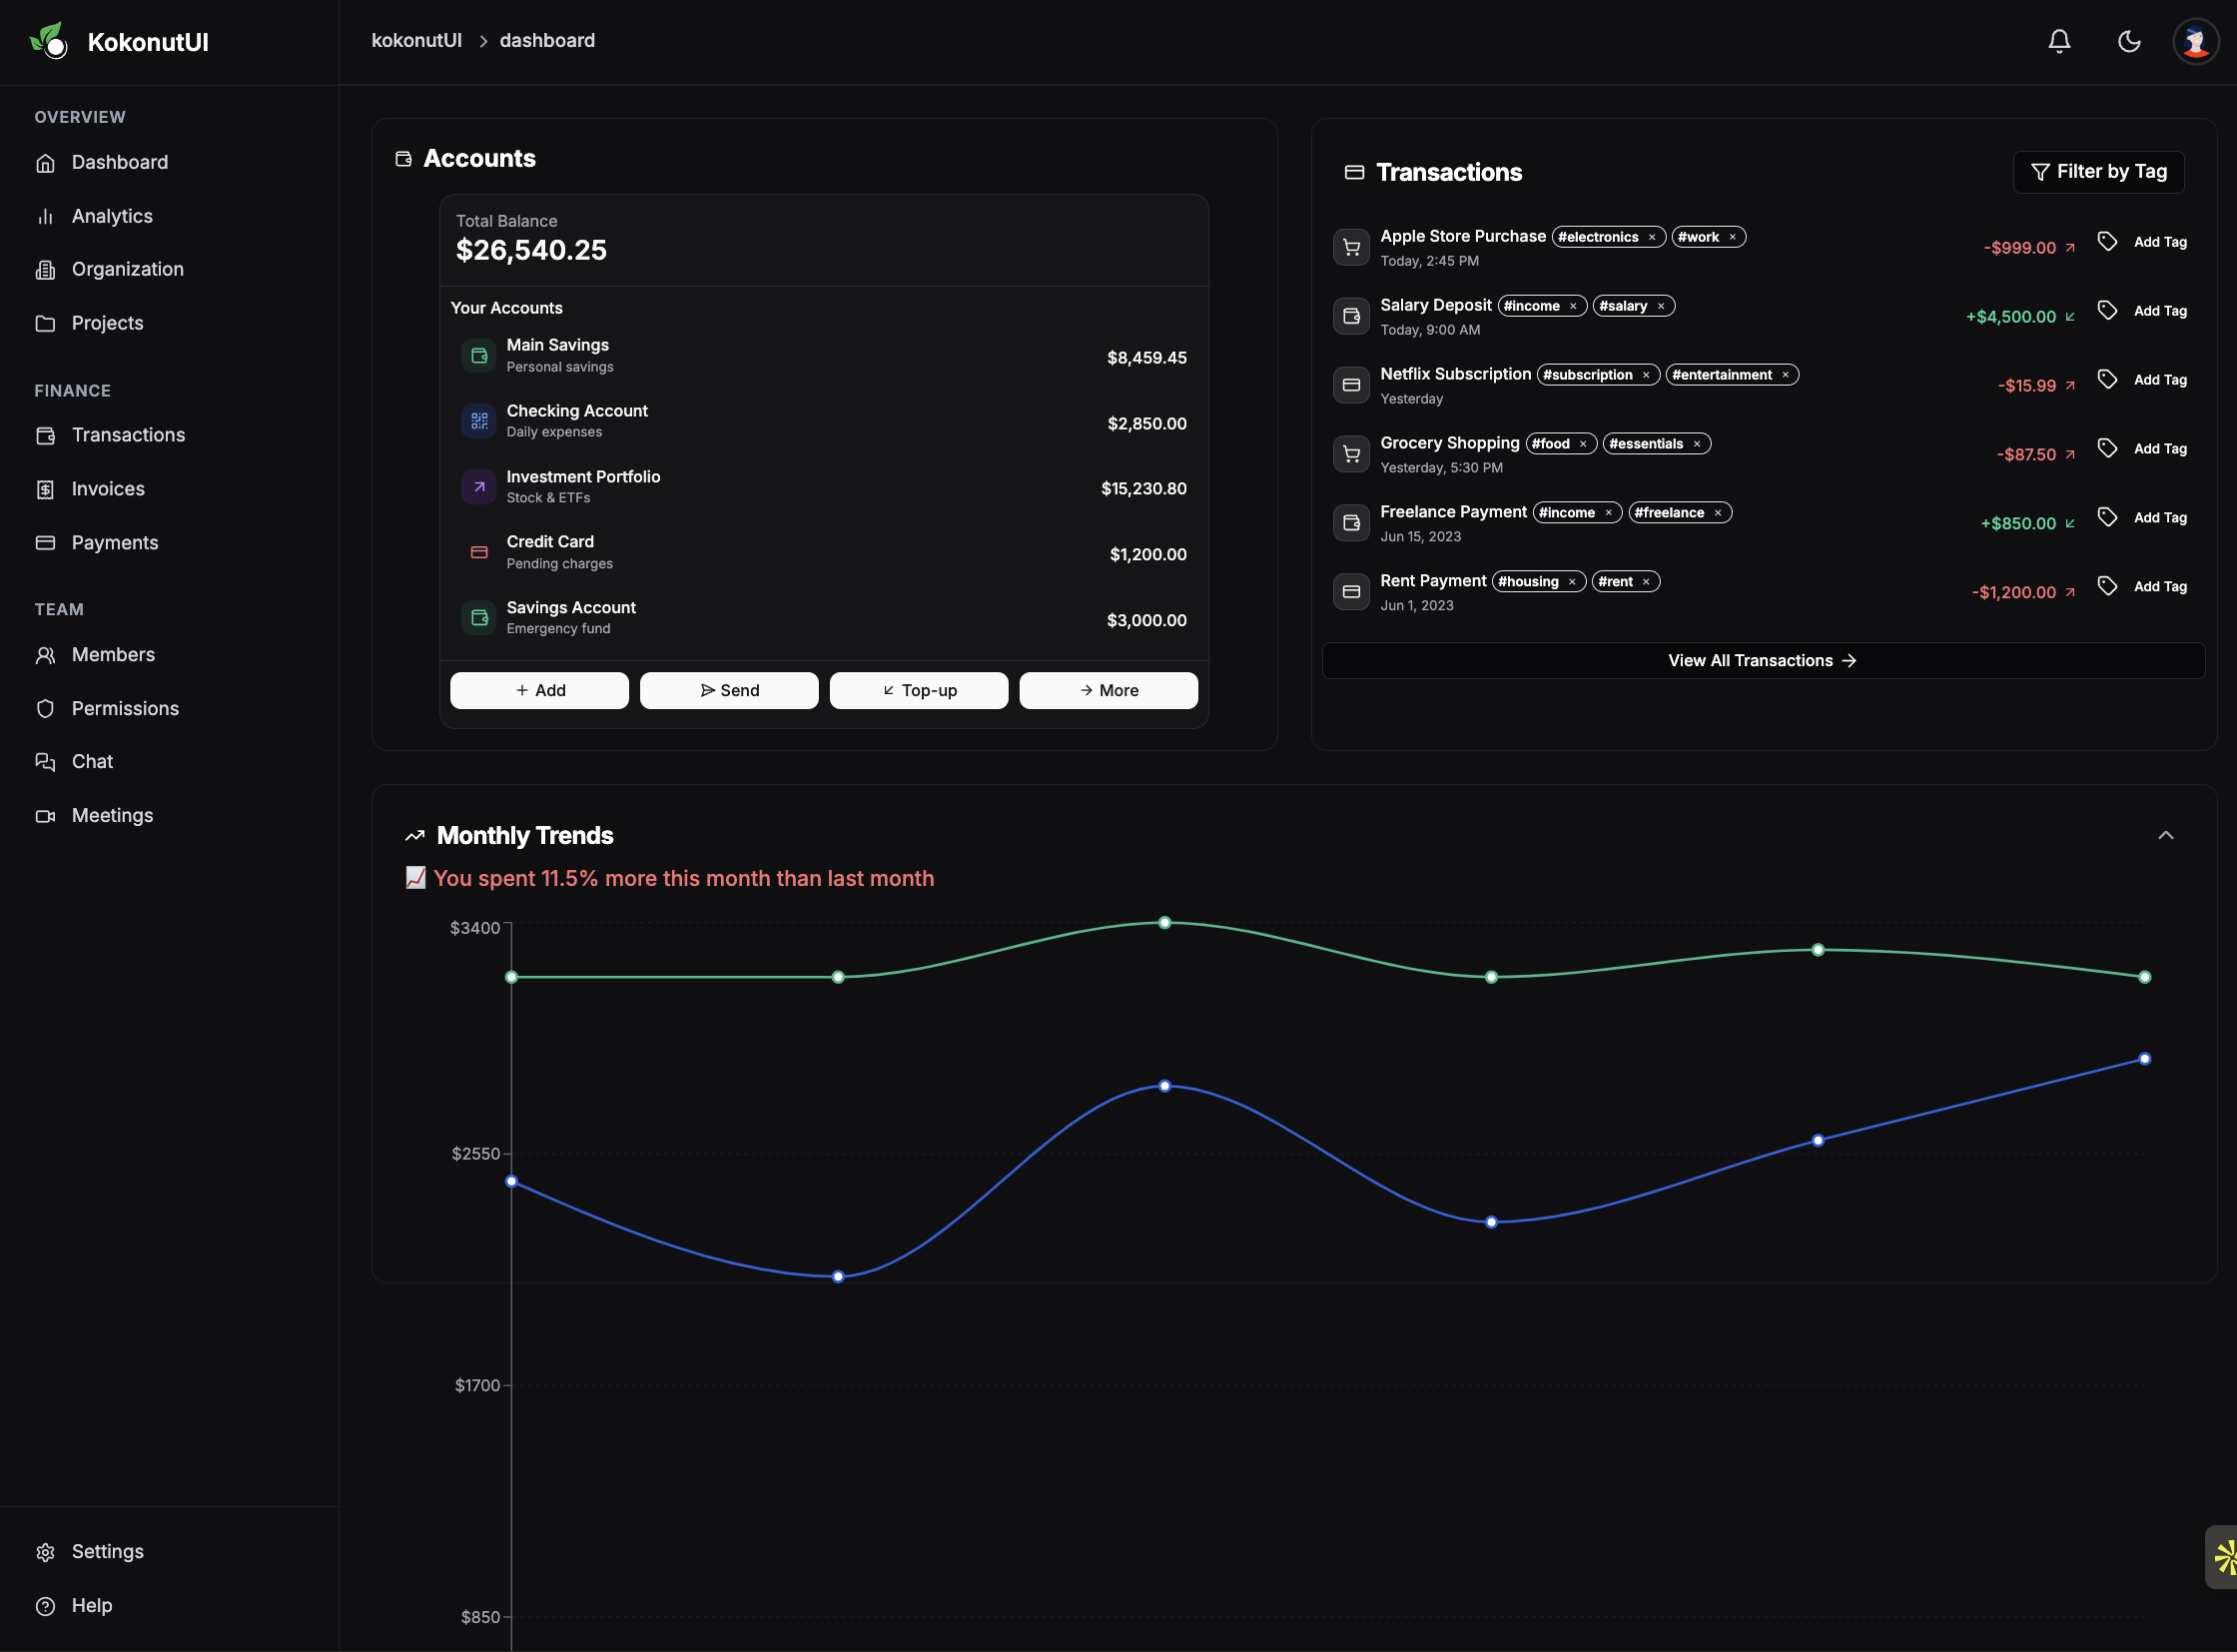 KokonutUI
kokonutUI > dashboard
OVERVIEW
Dashboard
Analytics
Organization
Projects
FINANCE
Transactions
Invoices
Payments
TEAM
Members
Permissions
Chat
Meetings
Settings
Help
Accounts
Total Balance
$26,540.25
Your Accounts
Main Savings
Personal savings
$8,459.45
Checking Account
Daily expenses
$2,850.00
Investment Portfolio
Stock & ETFs
$15,230.80
Credit Card
Pending charges
$1,200.00
Savings Account
Emergency fund
$3,000.00
+ Add
Send
Top-up
More
Transactions
Filter by Tag
Apple Store Purchase #electronics × #work ×
Today, 2:45 PM
-$999.00
Add Tag
Salary Deposit #income × #salary ×
Today, 9:00 AM
+$4,500.00
Add Tag
Netflix Subscription #subscription × #entertainment ×
Yesterday
-$15.99
Add Tag
Grocery Shopping #food × #essentials ×
Yesterday, 5:30 PM
-$87.50
Add Tag
Freelance Payment #income × #freelance ×
Jun 15, 2023
+$850.00
Add Tag
Rent Payment #housing × #rent ×
Jun 1, 2023
-$1,200.00
Add Tag
View All Transactions
Monthly Trends
You spent 11.5% more this month than last month
$3400
$2550
$1700
$850